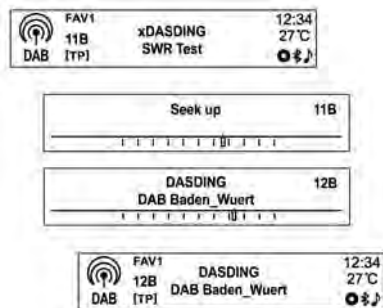 FAV1
12:34
xDASDING
11B
27°C
SWR Test
DAB
[TP]
Seek up
11B
DASDING
12B
DAB Baden_Wuert
FAV1
12:34
DASDING
12B
27°C
DAB Baden_Wuert
DAB
[TP]